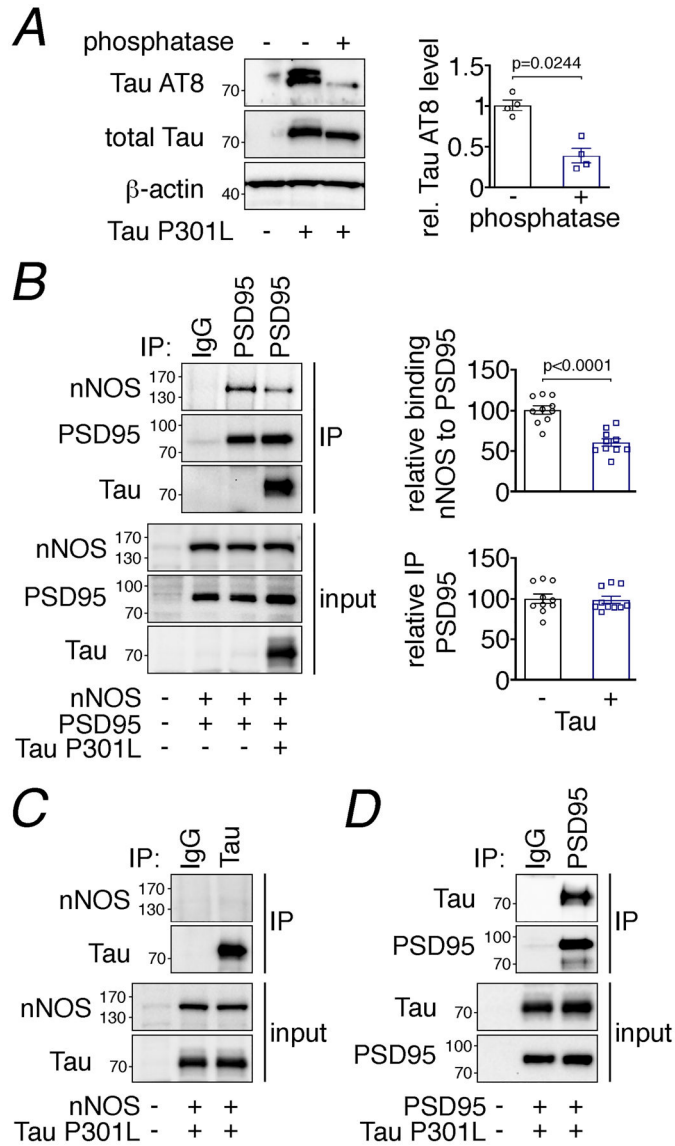 A
phosphatase - - +
Tau AT8 70
total Tau 70
β-actin 40
Tau P301L - + +
rel. Tau AT8 level
1.5
1
0.5
0
p=0.0244
- +
phosphatase
B
IP: IgG PSD95 PSD95
nNOS 170 130
PSD95 100 70
Tau 70
IP
nNOS 170 130
PSD95 100 70
Tau 70
input
nNOS - + + +
PSD95 - + + +
Tau P301L - - - +
relative binding
nNOS to PSD95
150
100
50
0
p<0.0001
relative IP
PSD95
150
100
50
0
- +
Tau
C
IP: IgG Tau
nNOS 170 130
Tau 70
IP
nNOS 170 130
Tau 70
input
nNOS - + +
Tau P301L - + +
D
IP: IgG PSD95
Tau 70
PSD95 100 70
IP
Tau 70
PSD95 100 70
input
PSD95 - + +
Tau P301L - + +